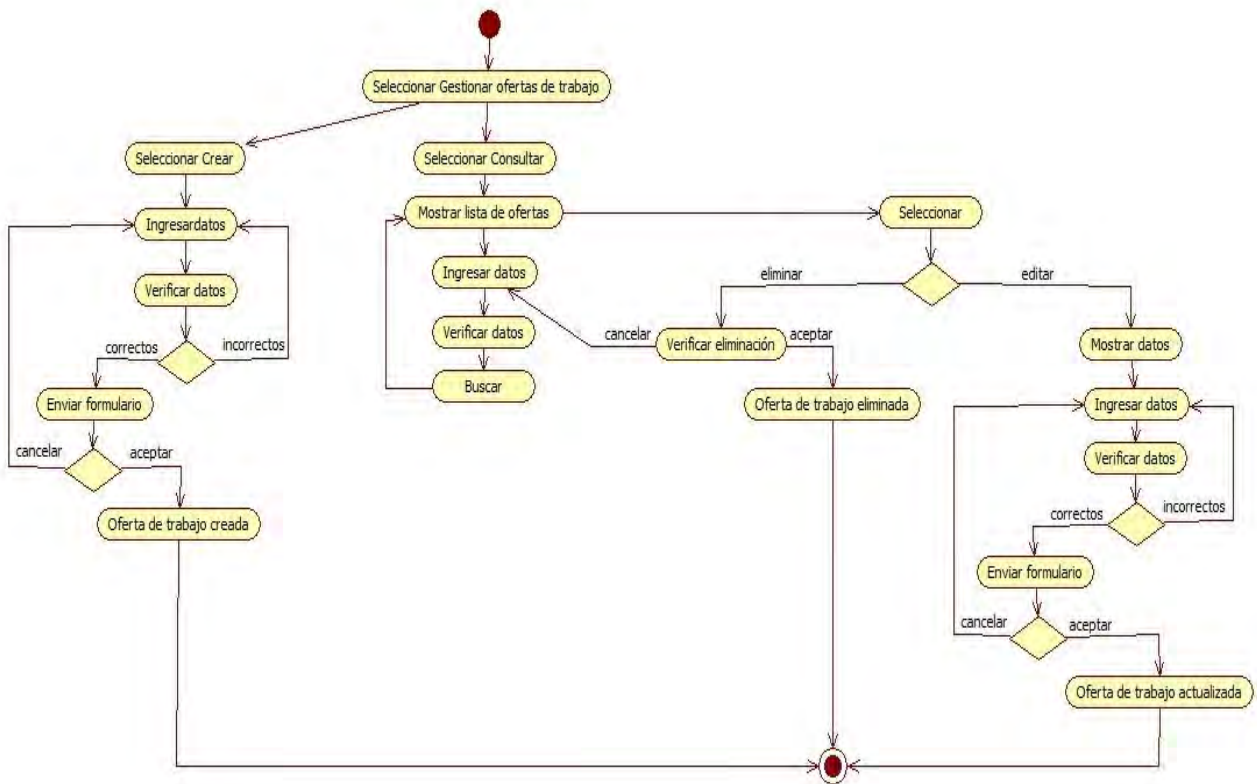 Seleccionar Gestionar ofertas de trabajo
Seleccionar Crear
Seleccionar Consultar
Ingresardatos
Mostrar lista de ofertas
Seleccionar
Verificar datos
Ingresar datos
eliminar
editar
correctos
incorrectos
Verificar datos
cancelar
Verificar eliminación
aceptar
Mostrar datos
Enviar formulario
Buscar
Oferta de trabajo eliminada
Ingresar datos
cancelar
aceptar
Verificar datos
Oferta de trabajo creada
correctos
incorrectos
Enviar formulario
cancelar
aceptar
Oferta de trabajo actualizada